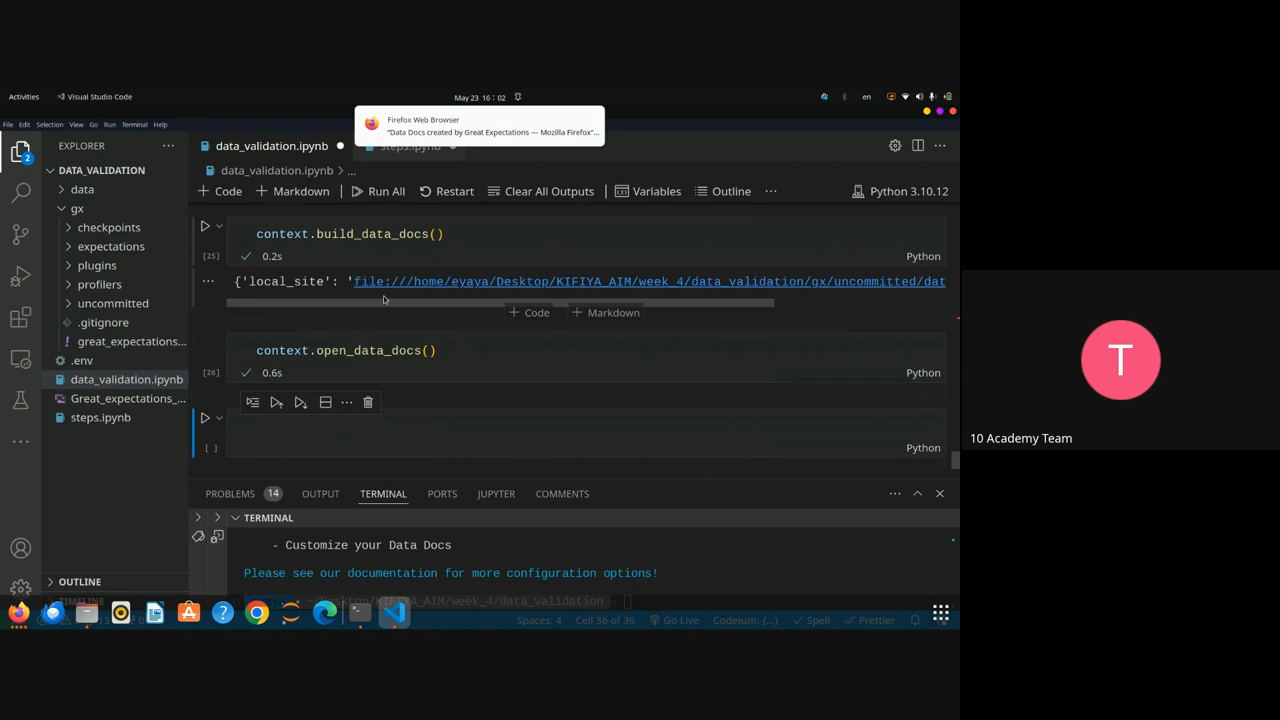 Activities
Visual Studio Code
May 23 16:02
en
Firefox Web Browser
"Data Docs created by Great Expectations — Mozilla Firefox"...
File Edit Selection View Go Run Terminal Help
EXPLORER
data_validation.ipynb
steps.ipynb
2
DATA_VALIDATION
data_validation.ipynb > ...
data
+ Code + Markdown Run All Restart Clear All Outputs Variables Outline ... Python 3.10.12
gx
checkpoints
expectations
plugins
profilers
uncommitted
.gitignore
great_expectations...
.env
data_validation.ipynb
Great_expectations_...
steps.ipynb
context.build_data_docs()
[25] 0.2s Python
{'local_site': 'file:///home/eyaya/Desktop/KIFIYA_AIM/week_4/data_validation/gx/uncommitted/dat
+ Code + Markdown
context.open_data_docs()
[26] 0.6s Python
[ ] Python
PROBLEMS 14 OUTPUT TERMINAL PORTS JUPYTER COMMENTS
TERMINAL
- Customize your Data Docs
Please see our documentation for more configuration options!
OUTLINE
TIMELINE
~/Desktop/KIFIYA_AIM/week_4/data_validation
Spaces: 4 Cell 36 of 36 Go Live Codeium: {...} Spell Prettier
T
10 Academy Team